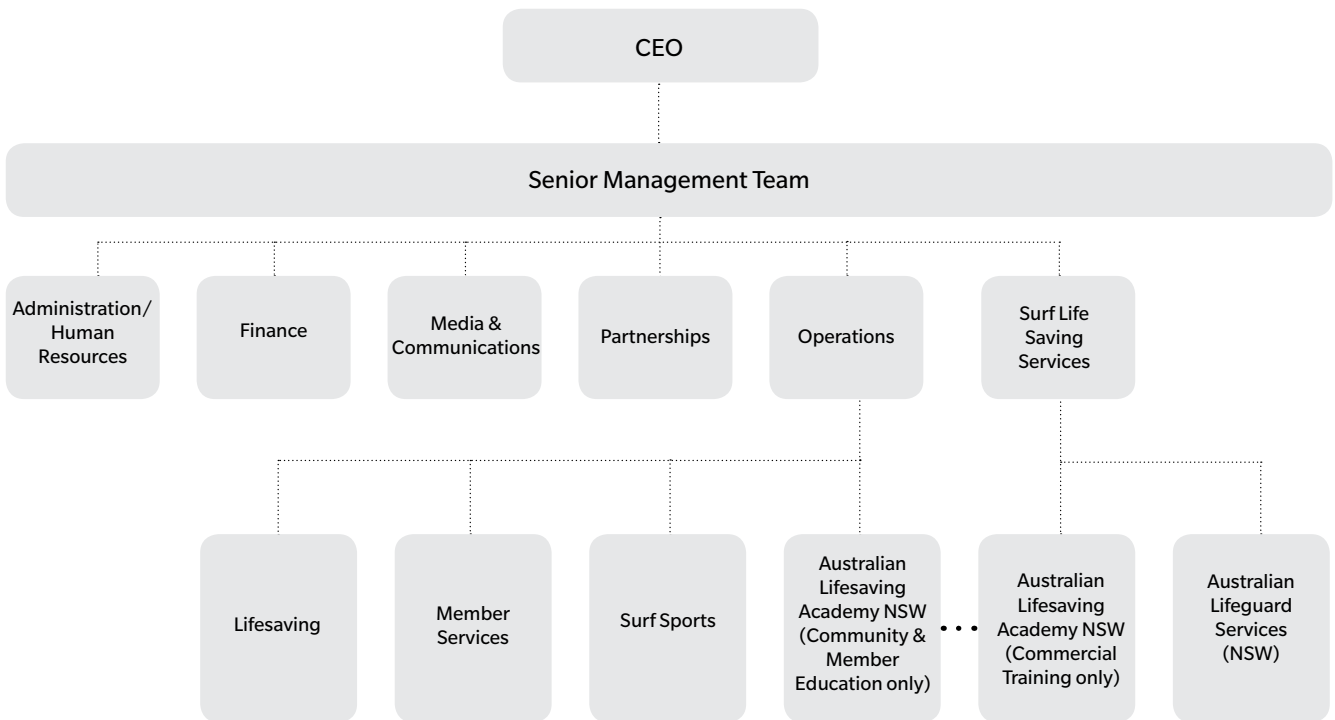 CEO
Senior Management Team
Administration/
Human
Resources
Finance
Media &
Communications
Partnerships
Operations
Surf Life
Saving
Services
Lifesaving
Member
Services
Surf Sports
Australian
Lifesaving
Academy NSW
(Community &
Member
Education only)
Australian
Lifesaving
Academy NSW
(Commercial
Training only)
Australian
Lifeguard
Services
(NSW)